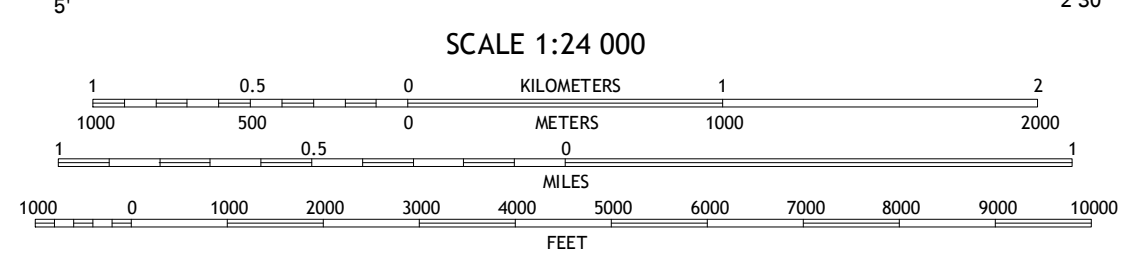 5' 2 30
SCALE 1:24 000
1 0.5 0 KILOMETERS 1 2
1000 500 0 METERS 1000 2000
1 0.5 0 1
MILES
1000 0 1000 2000 3000 4000 5000 6000 7000 8000 9000 10000
FEET